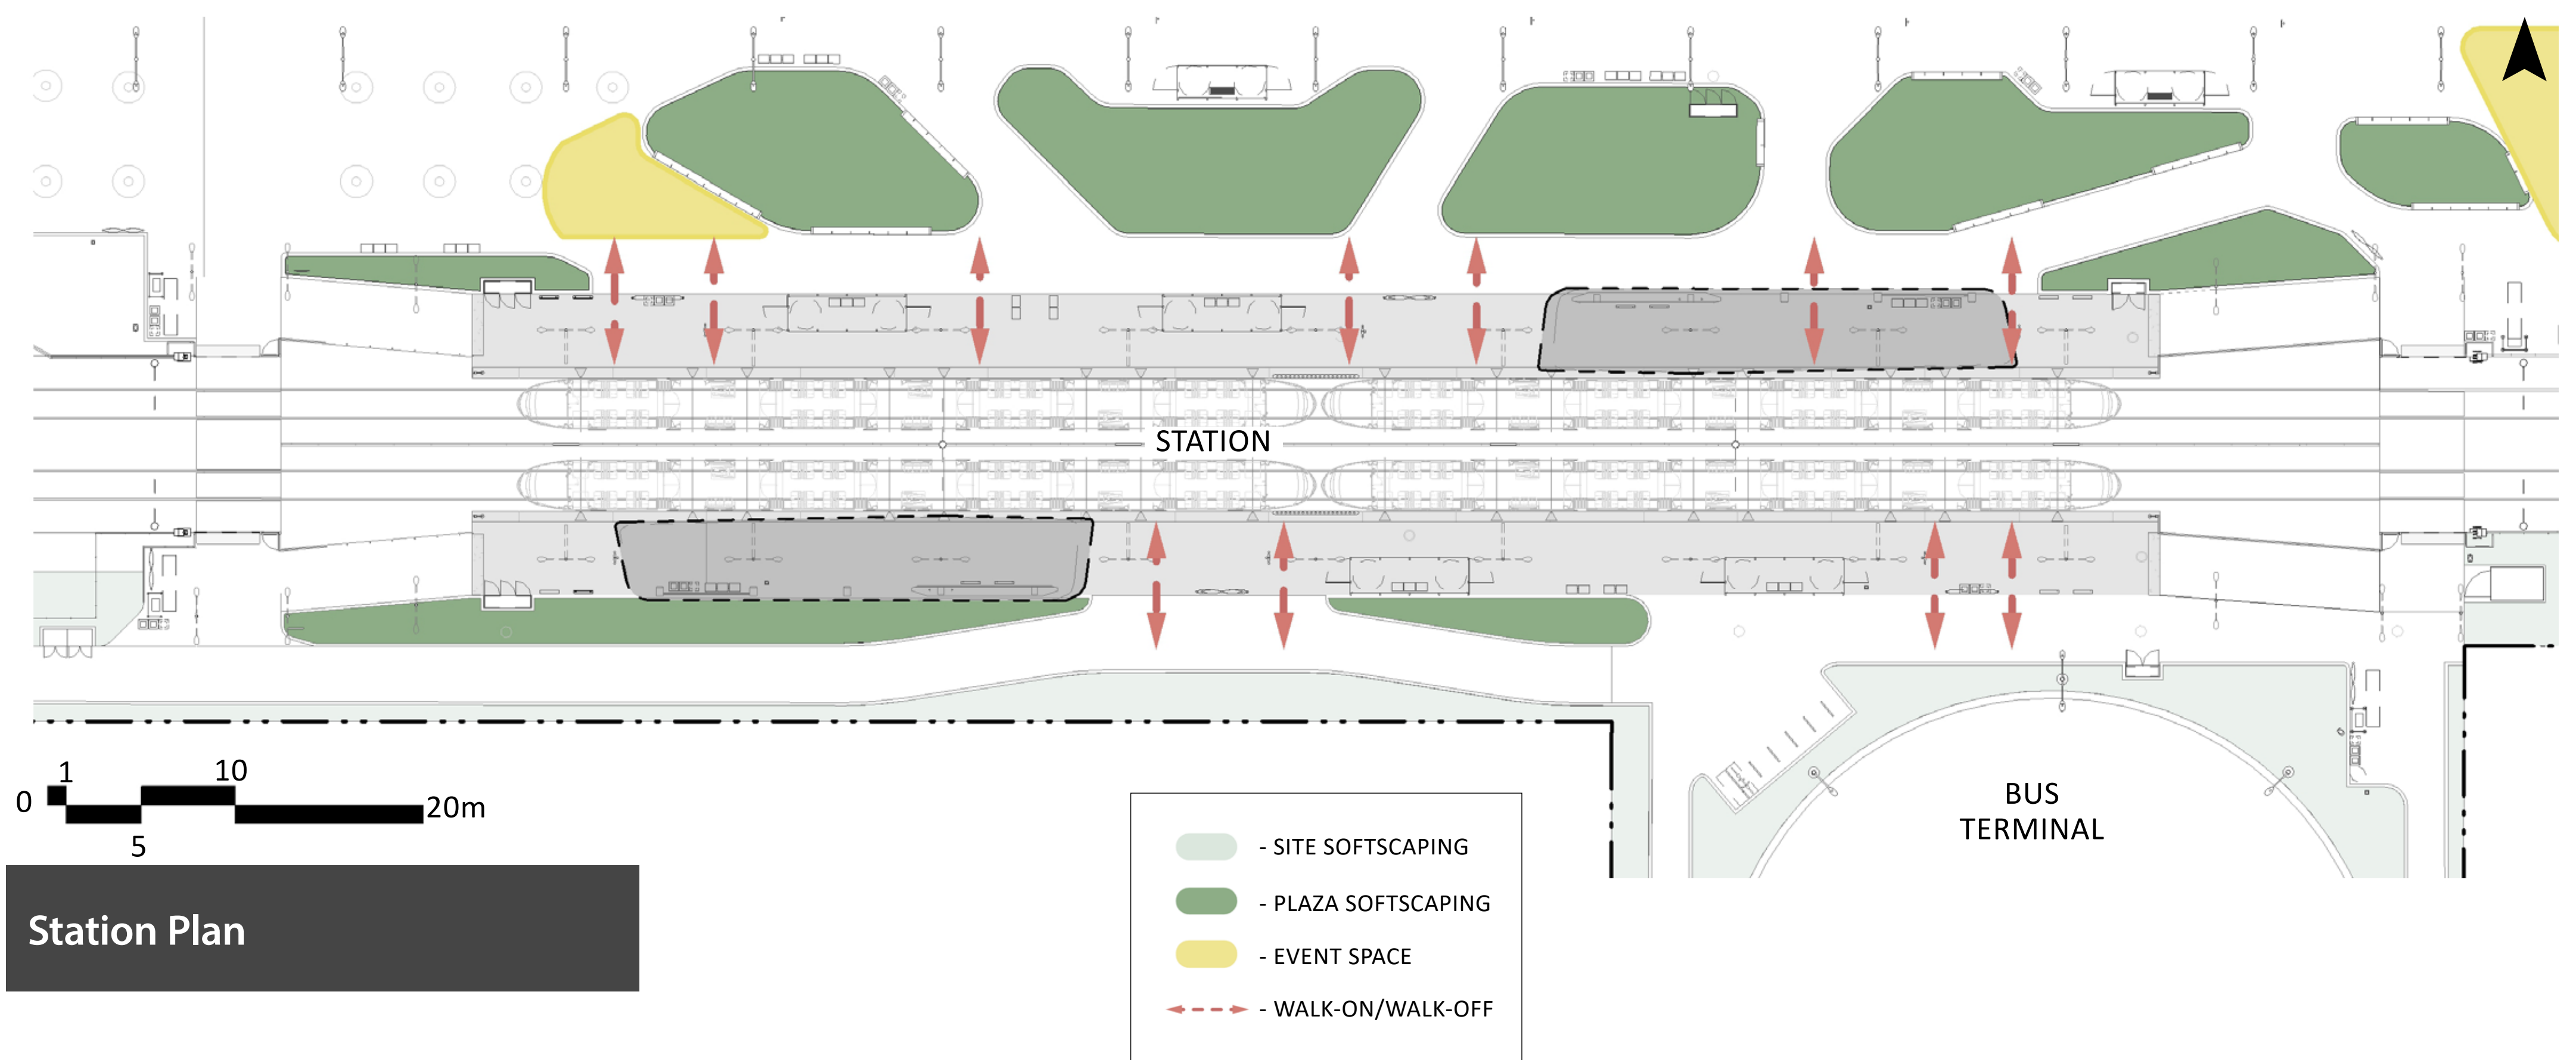 STATION
1
10
0
20m
5
BUS
TERMINAL
Station Plan
- SITE SOFTSCAPING
- PLAZA SOFTSCAPING
- EVENT SPACE
- WALK-ON/WALK-OFF